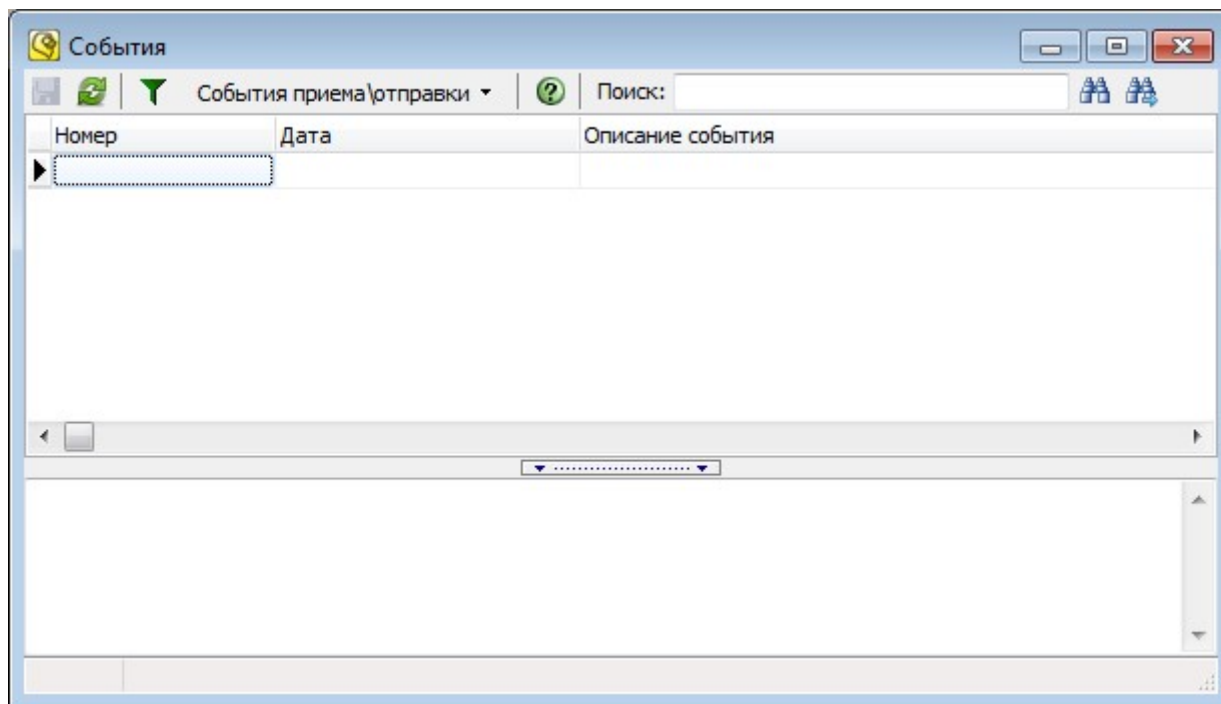 События
События приема\отправки Поиск:
Номер Дата Описание события